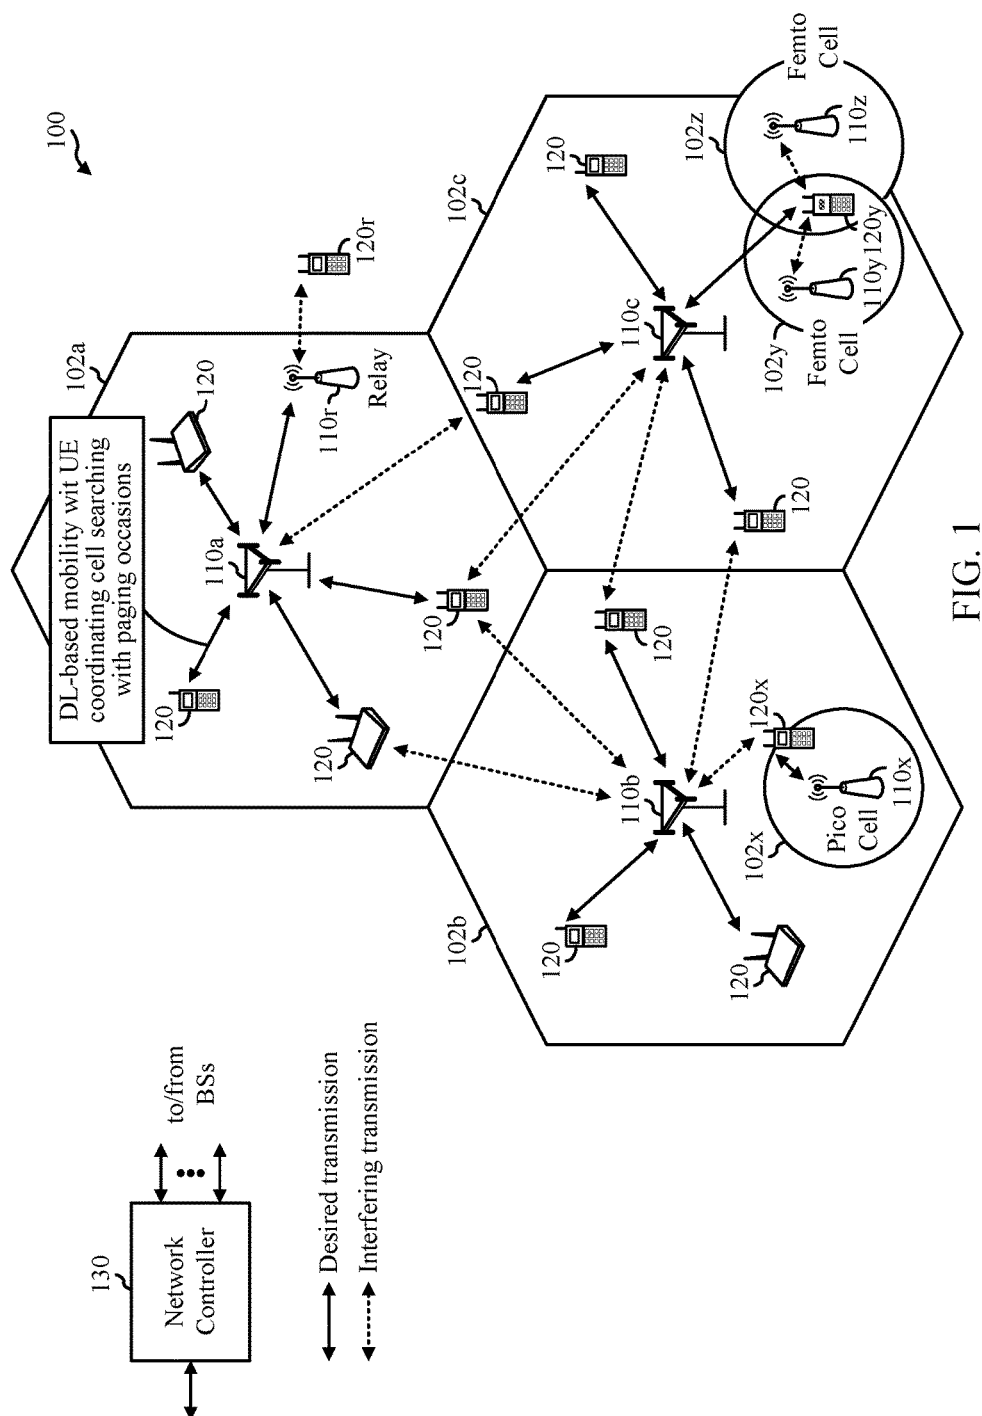 100
102a
DL-based mobility wit UE
coordinating cell searching
with paging occasions
120
120
110a
120
110r
Relay
120r
120
120
102b
120
120
110b
120
120x
Pico
Cell
110x
102x
120
102c
120
110c
120
102z
Femto
Cell
110z
110y
120y
102y
Femto
Cell
130
Network
Controller
to/from
BSs
Desired transmission
Interfering transmission
FIG. 1